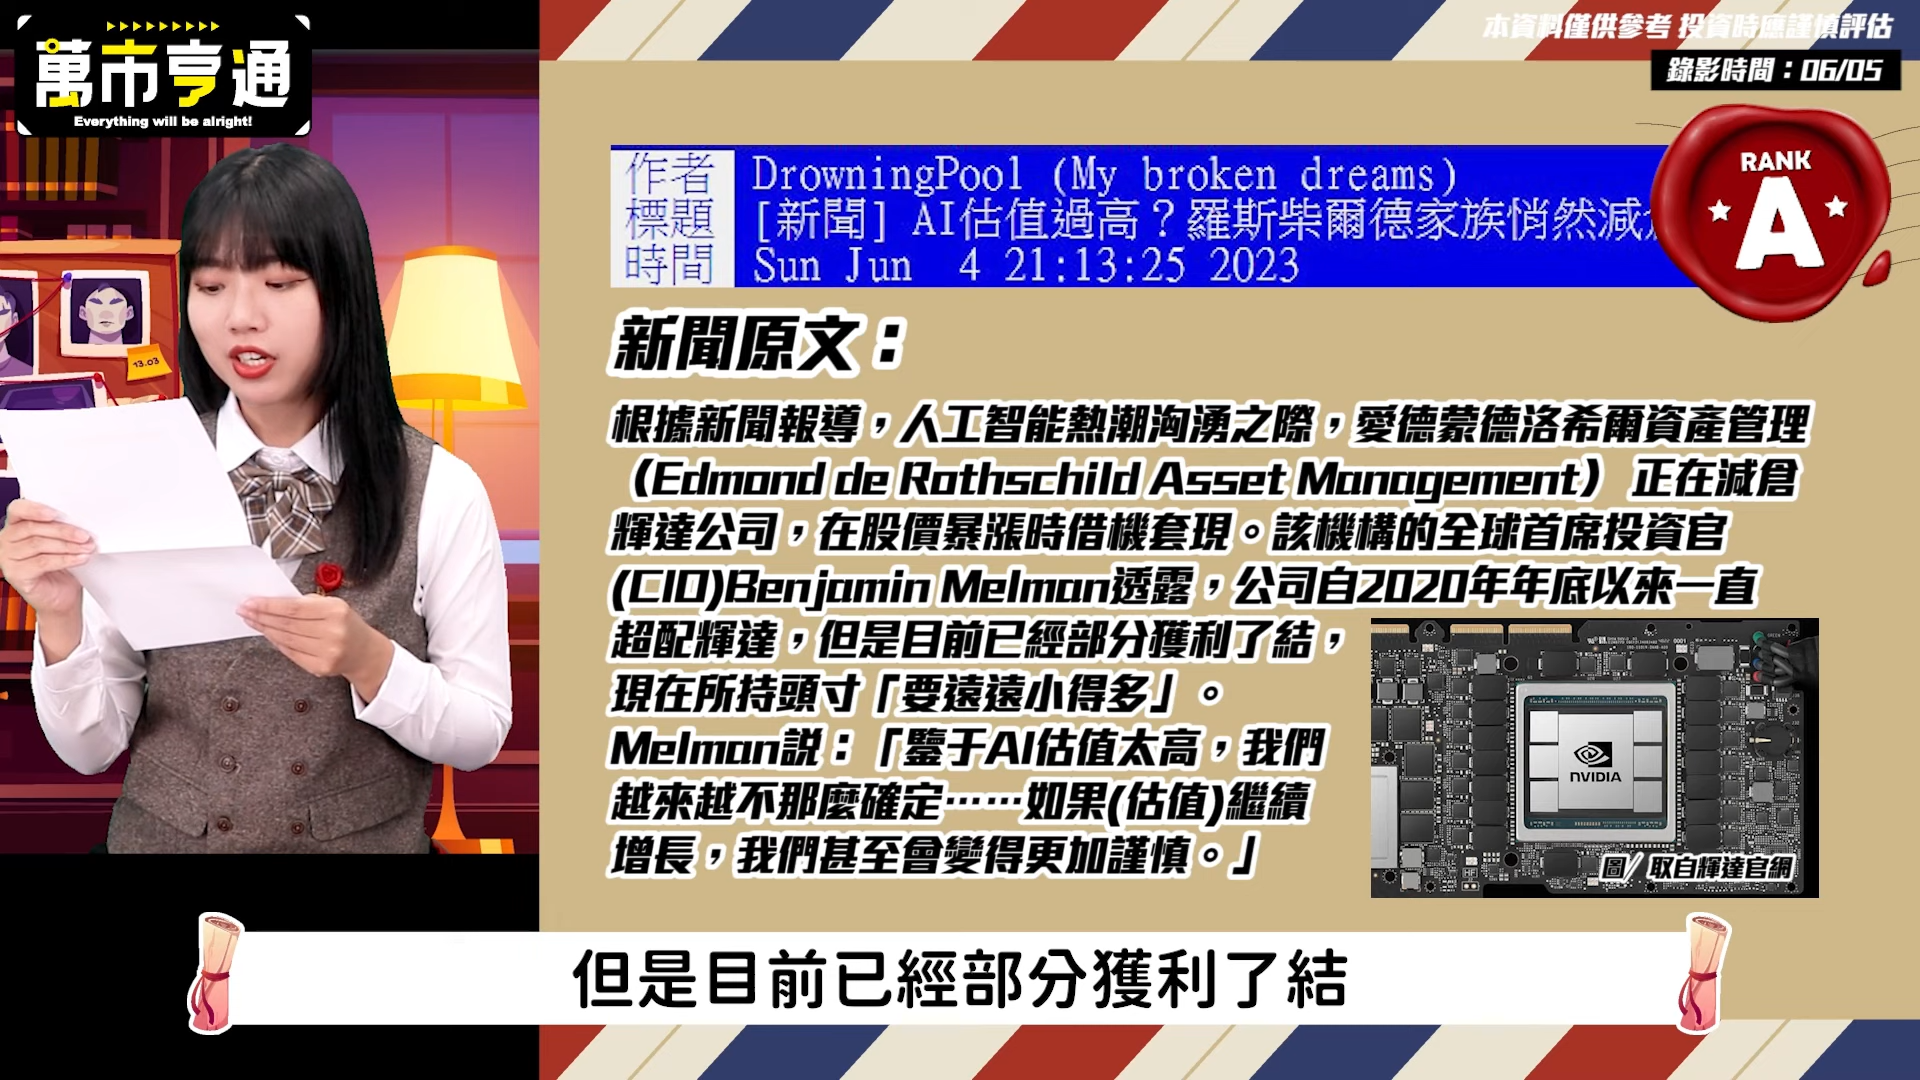 萬市亨通
Everything will be alright!
本資料僅供參考 投資時應謹慎評估
錄影時間：06/05
RANK
A
13.03
作者 DrowningPool (My broken dreams)
標題 [新聞] AI估值過高？羅斯柴爾德家族悄然減
時間 Sun Jun  4 21:13:25 2023
新聞原文：
根據新聞報導，人工智能熱潮洶湧之際，愛德蒙德洛希爾資產管理
（Edmond de Rothschild Asset Management） 正在減倉
輝達公司，在股價暴漲時借機套現。該機構的全球首席投資官
(CIO)Benjamin Melman透露，公司自2020年年底以來一直
超配輝達，但是目前已經部分獲利了結，
現在所持頭寸「要遠遠小得多」。
Melman說：「鑒于AI估值太高，我們
越來越不那麼確定……如果(估值)繼續
增長，我們甚至會變得更加謹慎。」
NVIDIA
圖/ 取自輝達官網
但是目前已經部分獲利了結